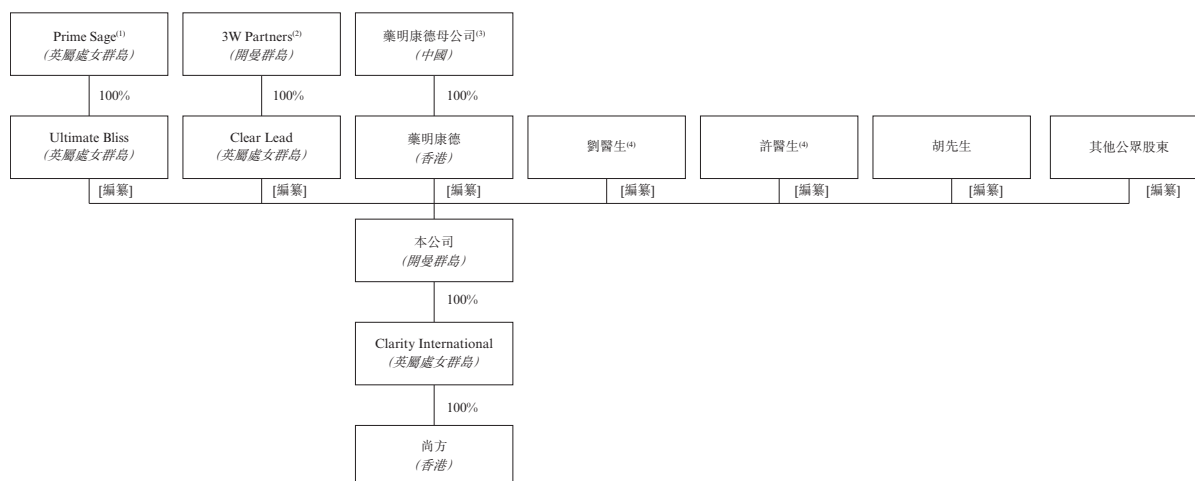 Prime Sage(1)
(英屬處女群島)
3W Partners(2)
(開曼群島)
藥明康德母公司(3)
(中國)
100%
100%
100%
Ultimate Bliss
(英屬處女群島)
Clear Lead
(英屬處女群島)
藥明康德
(香港)
劉醫生(4)
許醫生(4)
胡先生
其他公眾股東
[編纂]
[編纂]
[編纂]
[編纂]
[編纂]
[編纂]
[編纂]
本公司
(開曼群島)
100%
Clarity International
(英屬處女群島)
100%
尚方
(香港)